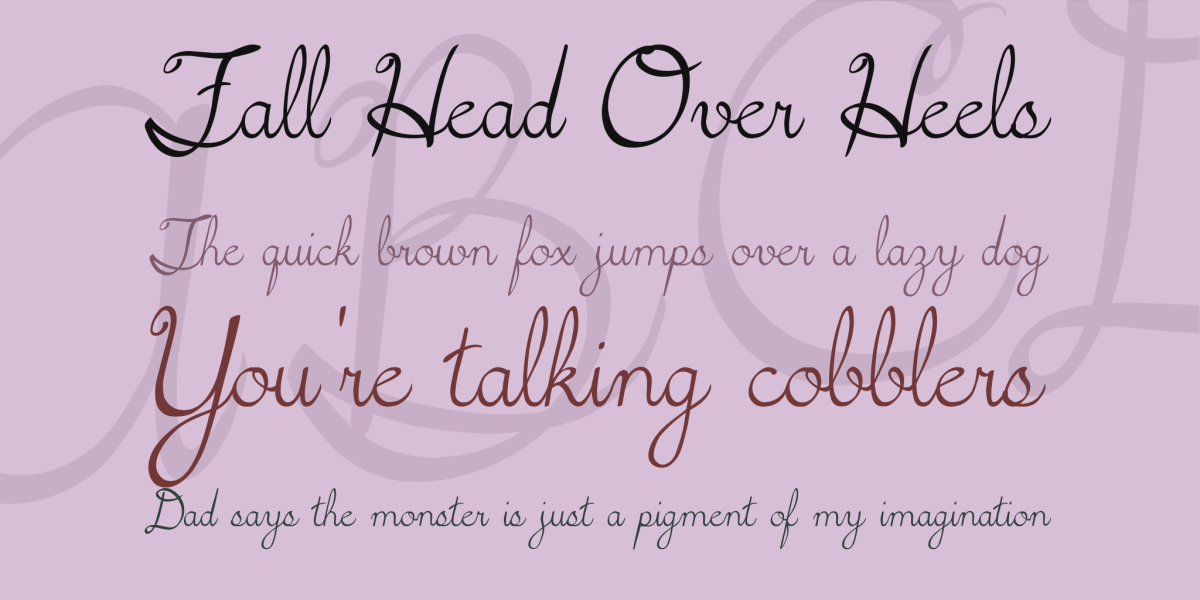 Fall Head Over Heels
The quick brown fox jumps over a lazy dog
You're talking cobblers
Dad says the monster is just a pigment of my imagination